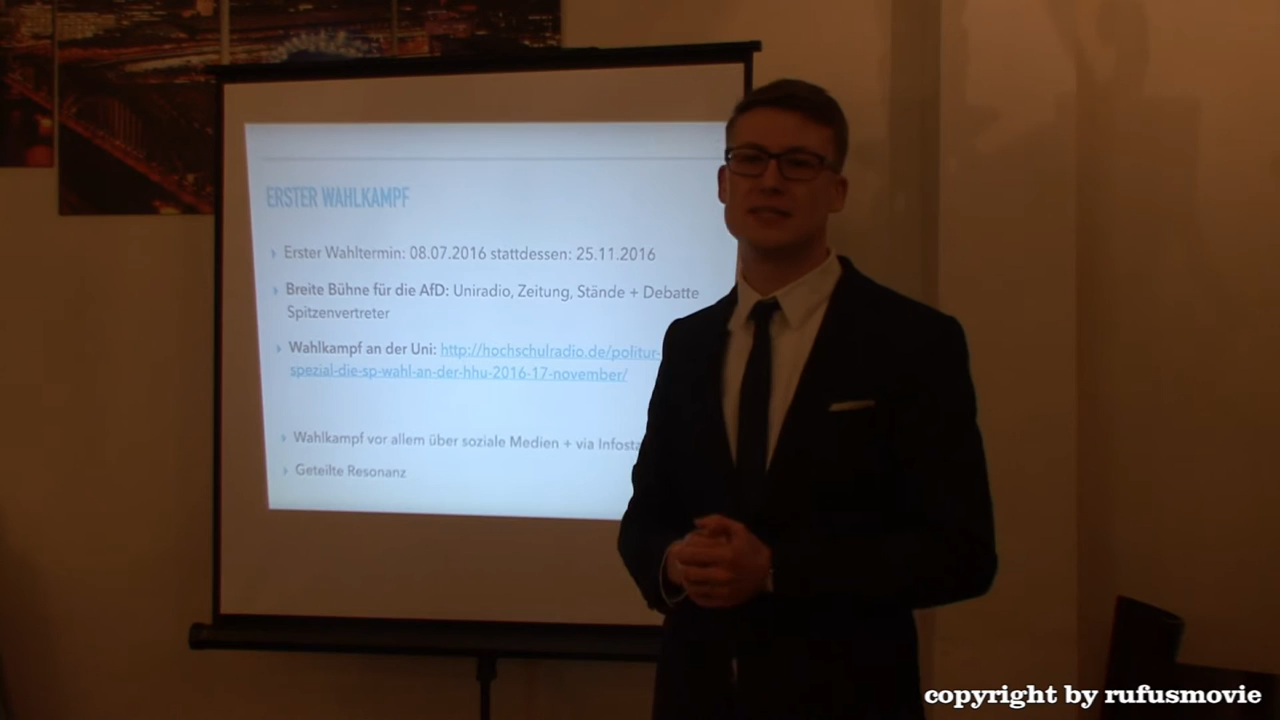 ERSTER WAHLKAMPF
Erster Wahltermin: 08.07.2016 stattdessen: 25.11.2016
Breite Bühne für die AfD: Uniradio, Zeitung, Stände + Debatte
Spitzenvertreter
Wahlkampf an der Uni: http://hochschulradio.de/politur-
spezial-die-sp-wahl-an-der-hhu-2016-17-november/
Wahlkampf vor allem über soziale Medien + via
Geteilte Resonanz
copyright by rufusmovie